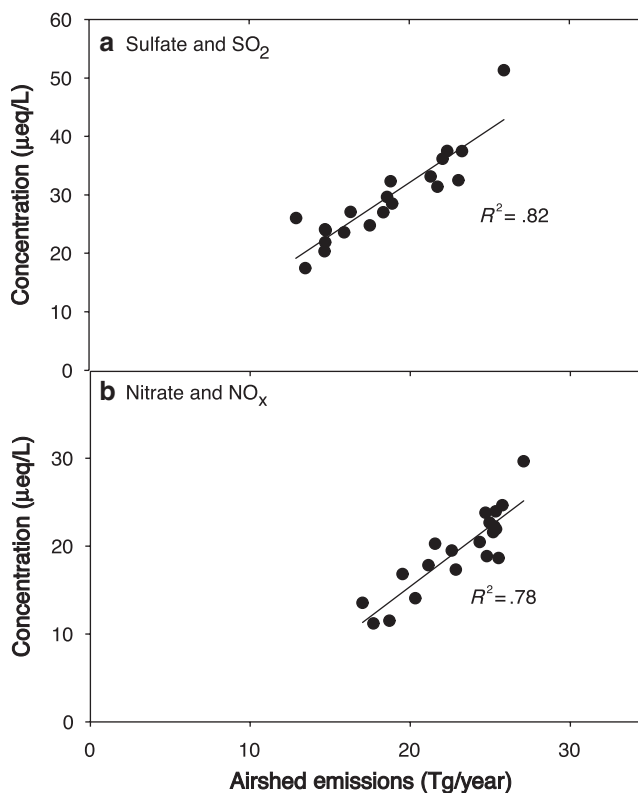 a Sulfate and SO2
60
50
40
30
20
10
0
Concentration (µeq/L)
R2= .82
b Nitrate and NOx
30
20
10
0
Concentration (µeq/L)
R2= .78
0 10 20 30
Airshed emissions (Tg/year)